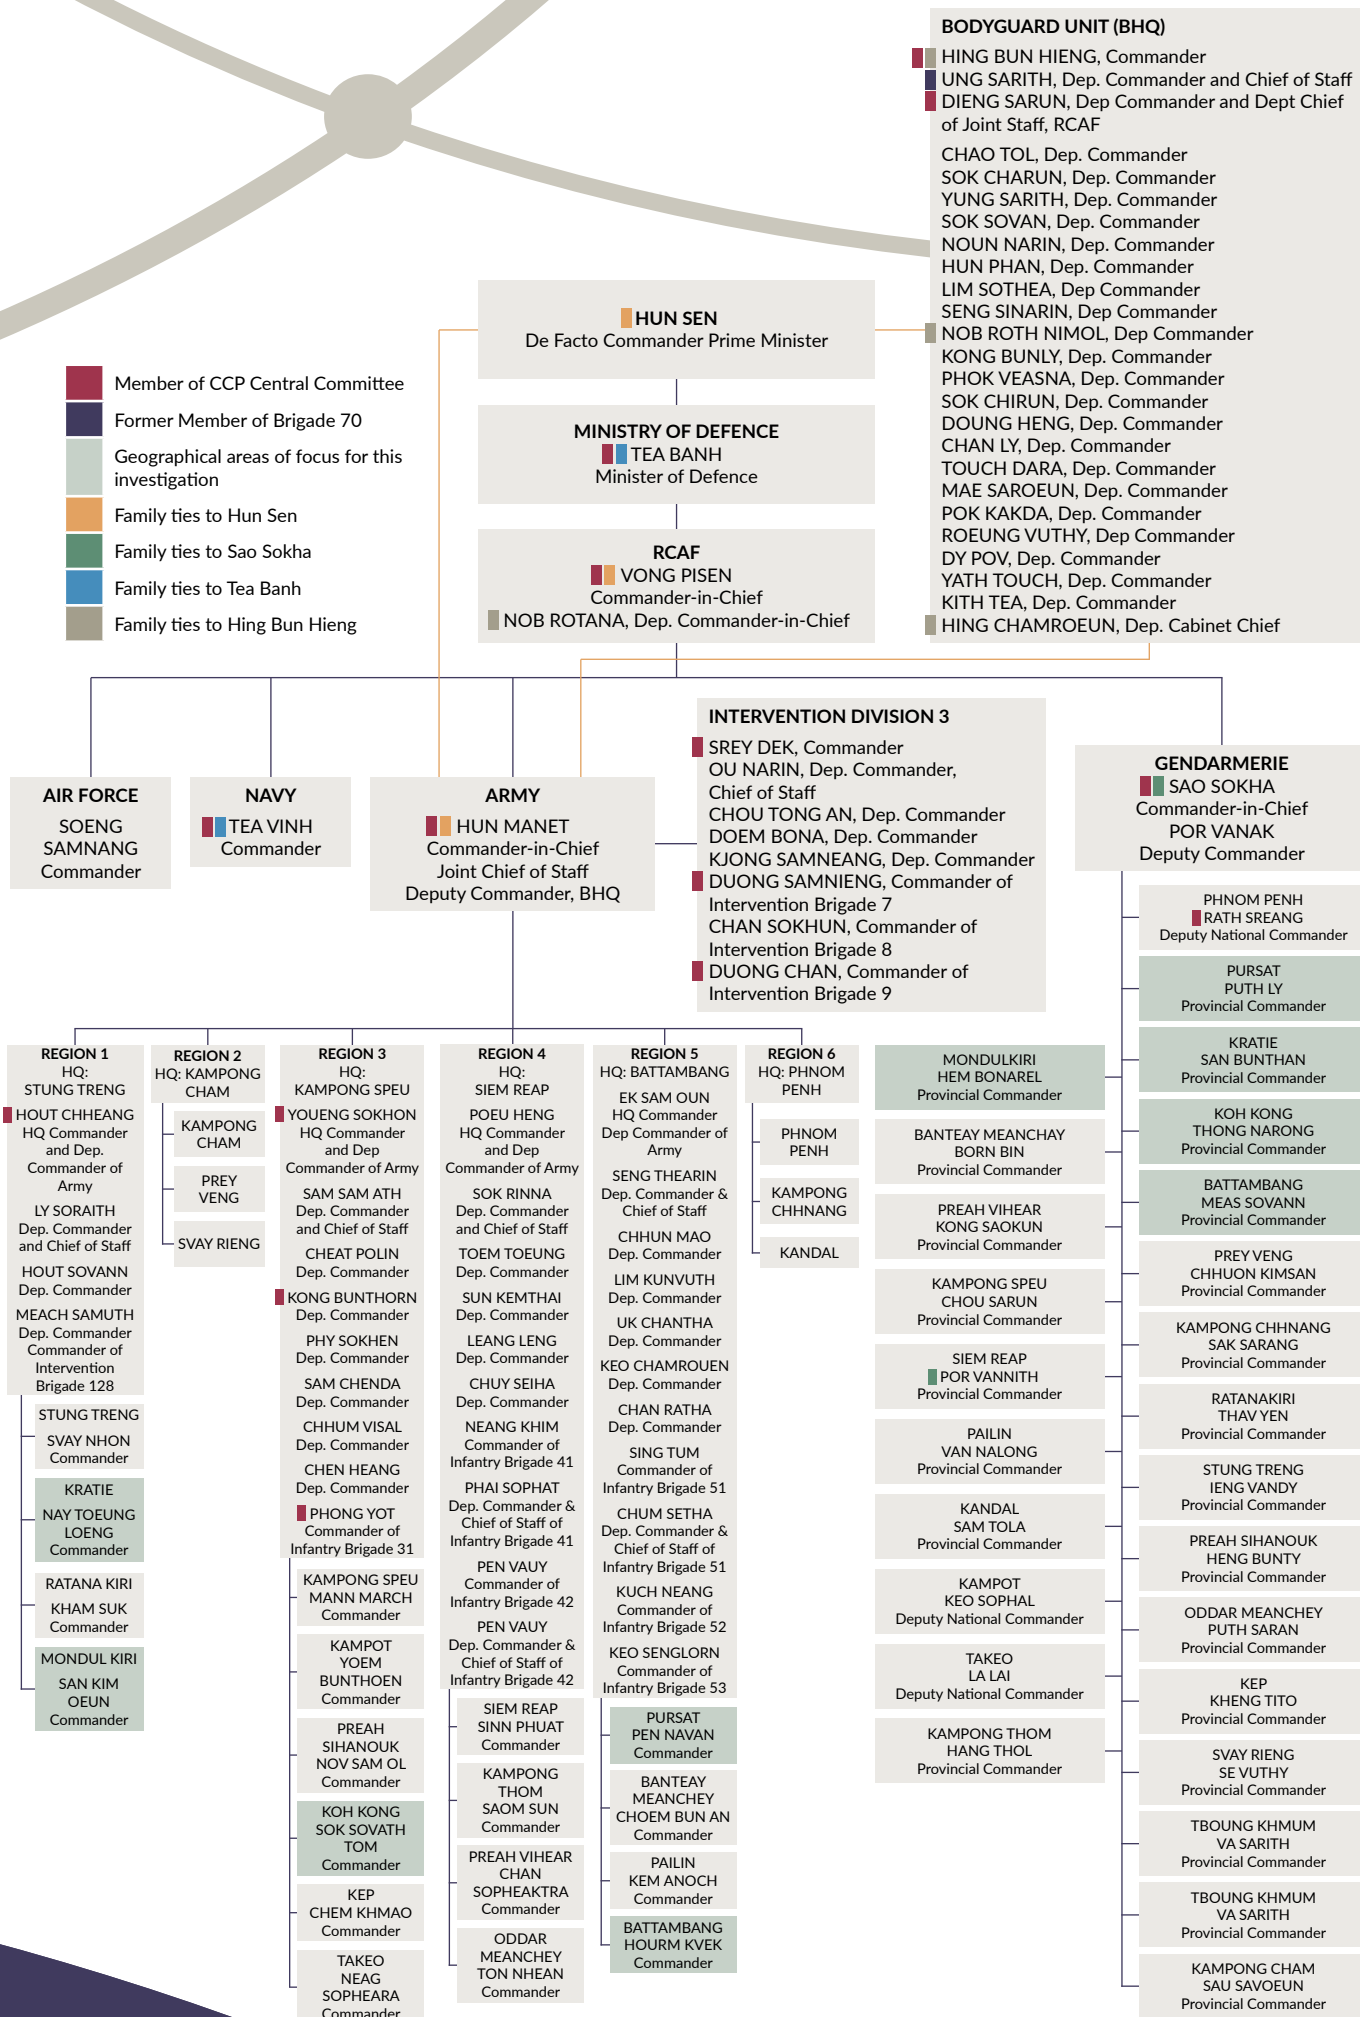 BODYGUARD UNIT (BHQ)
HING BUN HIENG, Commander
UNG SARITH, Dep. Commander and Chief of Staff
DIENG SARUN, Dep Commander and Dept Chief
of Joint Staff, RCAF
CHAO TOL, Dep. Commander
SOK CHARUN, Dep. Commander
YUNG SARITH, Dep. Commander
SOK SOVAN, Dep. Commander
NOUN NARIN, Dep. Commander
HUN PHAN, Dep. Commander
LIM SOTHEA, Dep Commander
SENG SINARIN, Dep Commander
NOB ROTH NIMOL, Dep Commander
KONG BUNLY, Dep. Commander
PHOK VEASNA, Dep. Commander
SOK CHIRUN, Dep. Commander
DOUNG HENG, Dep. Commander
CHAN LY, Dep. Commander
TOUCH DARA, Dep. Commander
MAE SAROEUN, Dep. Commander
POK KAKDA, Dep. Commander
ROEUNG VUTHY, Dep Commander
DY POV, Dep. Commander
YATH TOUCH, Dep. Commander
KITH TEA, Dep. Commander
HING CHAMROEUN, Dep. Cabinet Chief
HUN SEN
De Facto Commander Prime Minister
MINISTRY OF DEFENCE
TEA BANH
Minister of Defence
RCAF
VONG PISEN
Commander-in-Chief
NOB ROTANA, Dep. Commander-in-Chief
Member of CCP Central Committee
Former Member of Brigade 70
Geographical areas of focus for this
investigation
Family ties to Hun Sen
Family ties to Sao Sokha
Family ties to Tea Banh
Family ties to Hing Bun Hieng
AIR FORCE
SOENG
SAMNANG
Commander
NAVY
TEA VINH
Commander
ARMY
HUN MANET
Commander-in-Chief
Joint Chief of Staff
Deputy Commander, BHQ
INTERVENTION DIVISION 3
SREY DEK, Commander
OU NARIN, Dep. Commander,
Chief of Staff
CHOU TONG AN, Dep. Commander
DOEM BONA, Dep. Commander
KJONG SAMNEANG, Dep. Commander
DUONG SAMNIENG, Commander of
Intervention Brigade 7
CHAN SOKHUN, Commander of
Intervention Brigade 8
DUONG CHAN, Commander of
Intervention Brigade 9
GENDARMERIE
SAO SOKHA
Commander-in-Chief
POR VANAK
Deputy Commander
REGION 1
HQ:
STUNG TRENG
HOUT CHHEANG
HQ Commander
and Dep.
Commander of
Army
LY SORAITH
Dep. Commander
and Chief of Staff
HOUT SOVANN
Dep. Commander
MEACH SAMUTH
Dep. Commander
Commander of
Intervention
Brigade 128
STUNG TRENG
SVAY NHON
Commander
KRATIE
NAY TOEUNG
LOENG
Commander
RATANA KIRI
KHAM SUK
Commander
MONDUL KIRI
SAN KIM
OEUN
Commander
REGION 2
HQ: KAMPONG
CHAM
KAMPONG
CHAM
PREY
VENG
SVAY RIENG
REGION 3
HQ:
KAMPONG SPEU
YOUENG SOKHON
HQ Commander
and Dep
Commander of Army
SAM SAM ATH
Dep. Commander
and Chief of Staff
CHEAT POLIN
Dep. Commander
KONG BUNTHORN
Dep. Commander
PHY SOKHEN
Dep. Commander
SAM CHENDA
Dep. Commander
CHHUM VISAL
Dep. Commander
CHEN HEANG
Dep. Commander
PHONG YOT
Commander of
Infantry Brigade 31
KAMPONG SPEU
MANN MARCH
Commander
KAMPOT
YOEM
BUNTHOEN
Commander
PREAH
SIHANOUK
NOV SAM OL
Commander
KOH KONG
SOK SOVATH
TOM
Commander
KEP
CHEM KHMAO
Commander
TAKEO
NEAG
SOPHEARA
Commander
REGION 4
HQ:
SIEM REAP
POEU HENG
HQ Commander
and Dep
Commander of Army
SOK RINNA
Dep. Commander
and Chief of Staff
TOEM TOEUNG
Dep. Commander
SUN KEMTHAI
Dep. Commander
LEANG LENG
Dep. Commander
CHUY SEIHA
Dep. Commander
NEANG KHIM
Commander of
Infantry Brigade 41
PHAI SOPHAT
Dep. Commander &
Chief of Staff of
Infantry Brigade 41
PEN VAUY
Commander of
Infantry Brigade 42
PEN VAUY
Dep. Commander &
Chief of Staff of
Infantry Brigade 42
SIEM REAP
SINN PHUAT
Commander
KAMPONG
THOM
SAOM SUN
Commander
PREAH VIHEAR
CHAN
SOPHEAKTRA
Commander
ODDAR
MEANCHEY
TON NHEAN
Commander
REGION 5
HQ: BATTAMBANG
EK SAM OUN
HQ Commander
Dep Commander of
Army
SENG THEARIN
Dep. Commander &
Chief of Staff
CHHUN MAO
Dep. Commander
LIM KUNVUTH
Dep. Commander
UK CHANTHA
Dep. Commander
KEO CHAMROUEN
Dep. Commander
CHAN RATHA
Dep. Commander
SING TUM
Commander of
Infantry Brigade 51
CHUM SETHA
Dep. Commander &
Chief of Staff of
Infantry Brigade 51
KUCH NEANG
Commander of
Infantry Brigade 52
KEO SENGLORN
Commander of
Infantry Brigade 53
PURSAT
PEN NAVAN
Commander
BANTEAY
MEANCHEY
CHOEM BUN AN
Commander
PAILIN
KEM ANOCH
Commander
BATTAMBANG
HOURM KVEK
Commander
REGION 6
HQ: PHNOM
PENH
PHNOM
PENH
KAMPONG
CHHNANG
KANDAL
MONDULKIRI
HEM BONAREL
Provincial Commander
BANTEAY MEANCHAY
BORN BIN
Provincial Commander
PREAH VIHEAR
KONG SAOKUN
Provincial Commander
KAMPONG SPEU
CHOU SARUN
Provincial Commander
SIEM REAP
POR VANNITH
Provincial Commander
PAILIN
VAN NALONG
Provincial Commander
KANDAL
SAM TOLA
Provincial Commander
KAMPOT
KEO SOPHAL
Deputy National Commander
TAKEO
LA LAI
Deputy National Commander
KAMPONG THOM
HANG THOL
Provincial Commander
PHNOM PENH
RATH SREANG
Deputy National Commander
PURSAT
PUTH LY
Provincial Commander
KRATIE
SAN BUNTHAN
Provincial Commander
KOH KONG
THONG NARONG
Provincial Commander
BATTAMBANG
MEAS SOVANN
Provincial Commander
PREY VENG
CHHUON KIMSAN
Provincial Commander
KAMPONG CHHNANG
SAK SARANG
Provincial Commander
RATANAKIRI
THAV YEN
Provincial Commander
STUNG TRENG
IENG VANDY
Provincial Commander
PREAH SIHANOUK
HENG BUNTY
Provincial Commander
ODDAR MEANCHEY
PUTH SARAN
Provincial Commander
KEP
KHENG TITO
Provincial Commander
SVAY RIENG
SE VUTHY
Provincial Commander
TBOUNG KHMUM
VA SARITH
Provincial Commander
TBOUNG KHMUM
VA SARITH
Provincial Commander
KAMPONG CHAM
SAU SAVOEUN
Provincial Commander